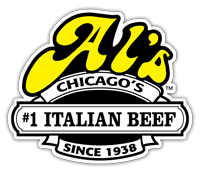 Al's
CHICAGO'S
#1 ITALIAN BEEF
SINCE 1938
TM